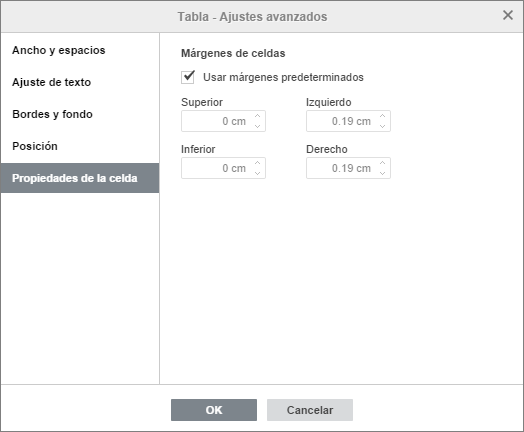 Tabla - Ajustes avanzados
Ancho y espacios
Ajuste de texto
Bordes y fondo
Posición
Propiedades de la celda
Márgenes de celdas
Usar márgenes predeterminados
Superior Izquierdo
0 cm 0.19 cm
Inferior Derecho
0 cm 0.19 cm
OK Cancelar